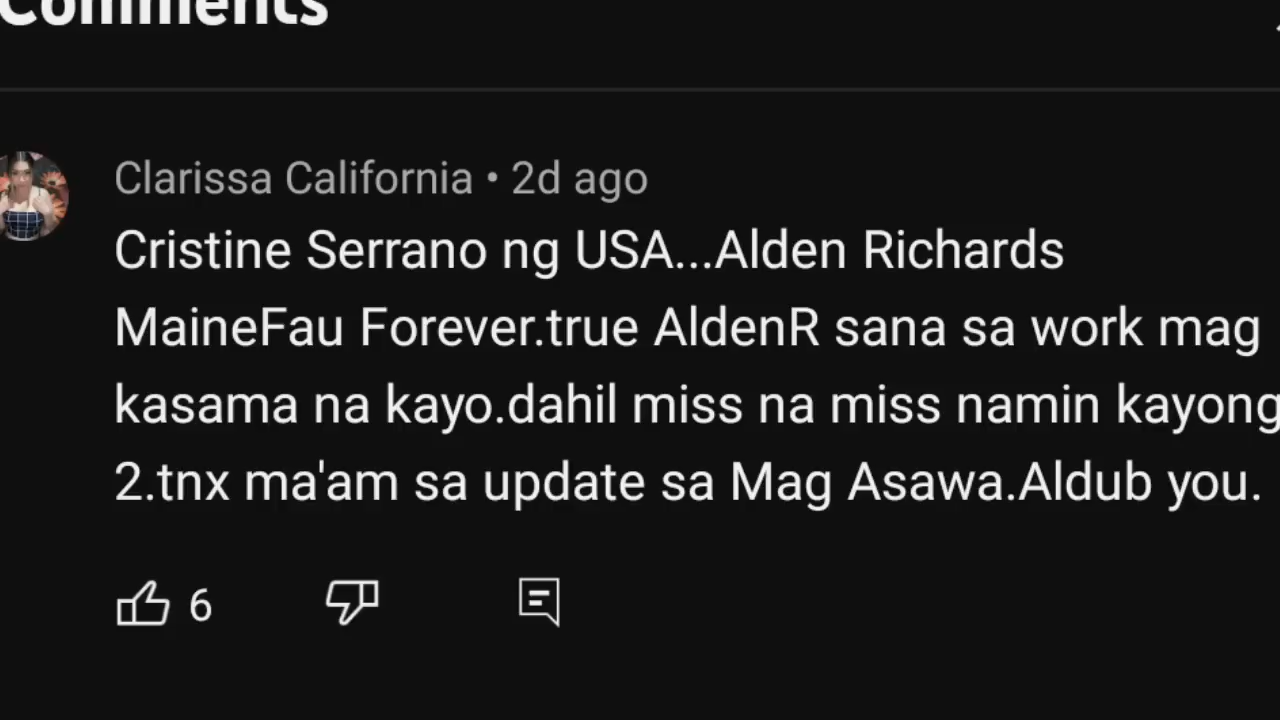 Comments
Clarissa California • 2d ago
Cristine Serrano ng USA...Alden Richards
MaineFau Forever.true AldenR sana sa work mag
kasama na kayo.dahil miss na miss namin kayong
2.tnx ma'am sa update sa Mag Asawa.Aldub you.
6